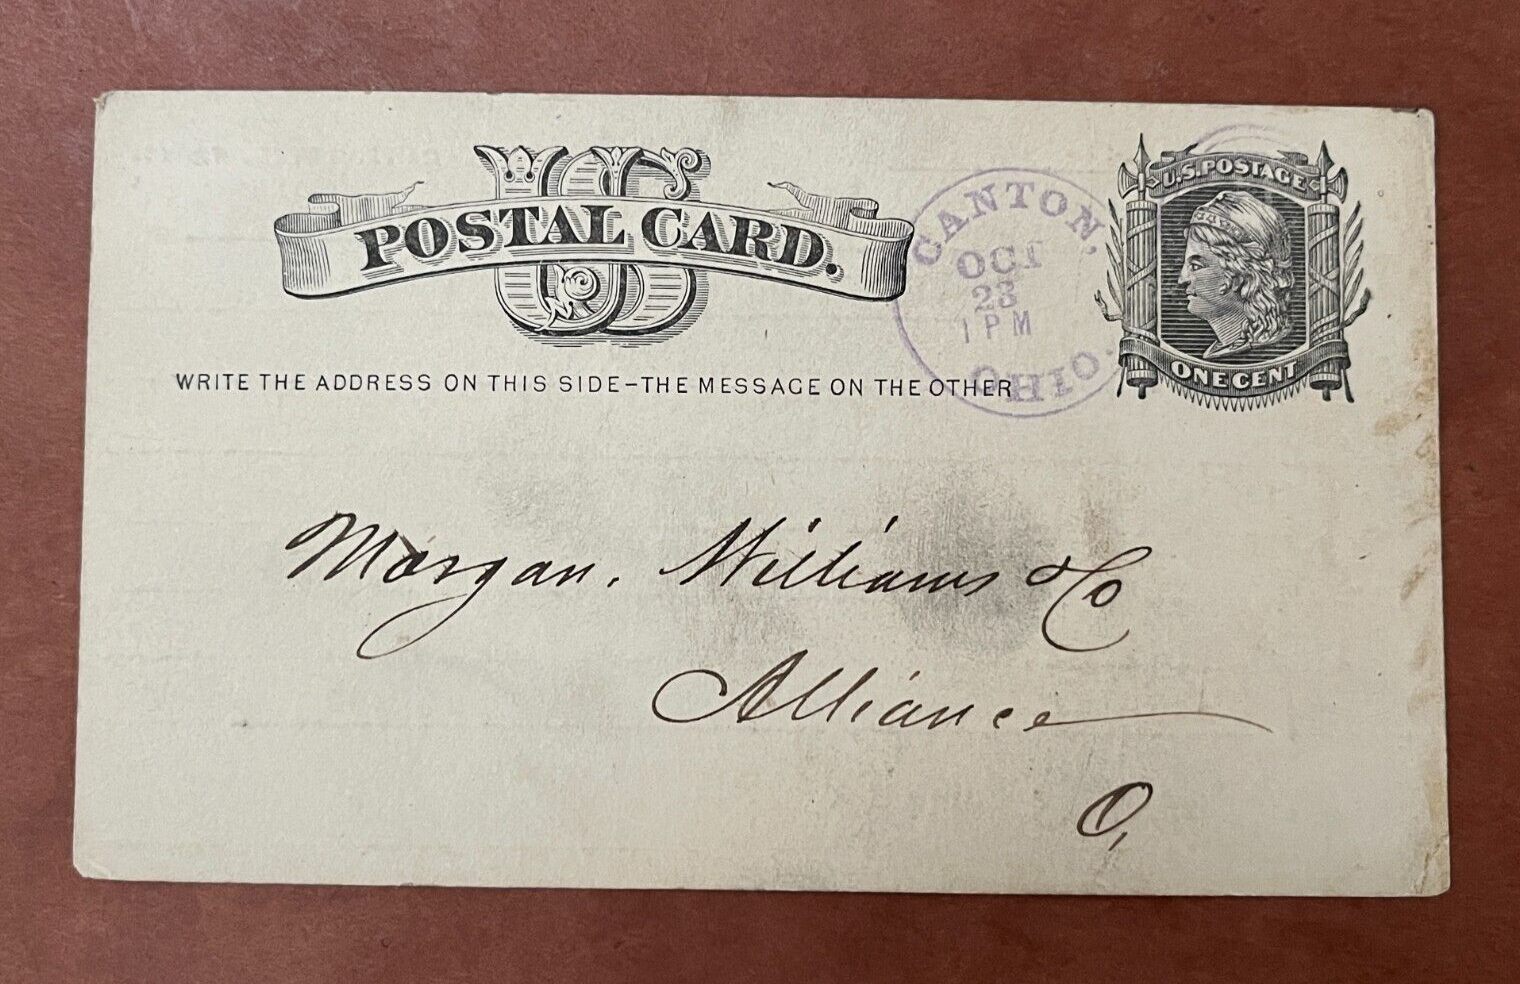 US
POSTAL CARD.
WRITE THE ADDRESS ON THIS SIDE–THE MESSAGE ON THE OTHER
CANTON,
OCT
23
1 PM
OHIO.
U.S. POSTAGE
ONE CENT
Morgan, Williams & Co
Alliance
O,